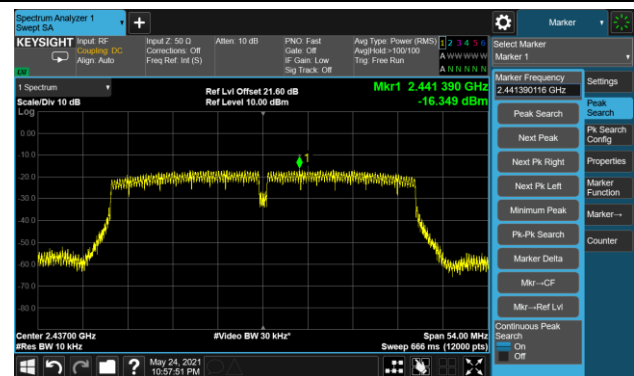 Spectrum Analyzer 1
Swept SA
Marker
KEYSIGHT
Input: RF
Coupling: DC
Align: Auto
Input Z: 50 Ω
Corrections: Off
Freq Ref: Int (S)
Atten: 10 dB
PNO: Fast
Gate: Off
IF Gain: Low
Sig Track: Off
Avg Type: Power (RMS)
Avg|Hold:>100/100
Trig: Free Run
1 2 3 4 5 6
A W W W W W
A N N N N N
Select Marker
Marker 1
LW
1 Spectrum
Scale/Div 10 dB
Log
Ref Lvl Offset 21.60 dB
Ref Level 10.00 dBm
Mkr1 2.441 390 GHz
-16.349 dBm
0.00
-10.0
-20.0
-30.0
-40.0
-50.0
-60.0
-70.0
-80.0
1
Center 2.43700 GHz
#Res BW 10 kHz
#Video BW 30 kHz*
Span 54.00 MHz
Sweep 666 ms (12000 pts)
Marker Frequency
2.441390116 GHz
Peak Search
Next Peak
Next Pk Right
Next Pk Left
Minimum Peak
Pk-Pk Search
Marker Delta
Mkr→CF
Mkr→Ref Lvl
Continuous Peak
Search
On
Off
Settings
Peak
Search
Pk Search
Config
Properties
Marker
Function
Marker→
Counter
?
May 24, 2021
10:57:51 PM